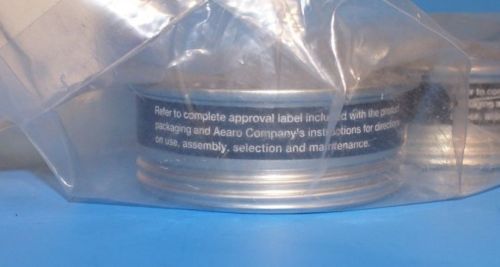 Refer to complete approval label included with the product
packaging and Aearo Company's instructions for directions
on use, assembly, selection and maintenance.